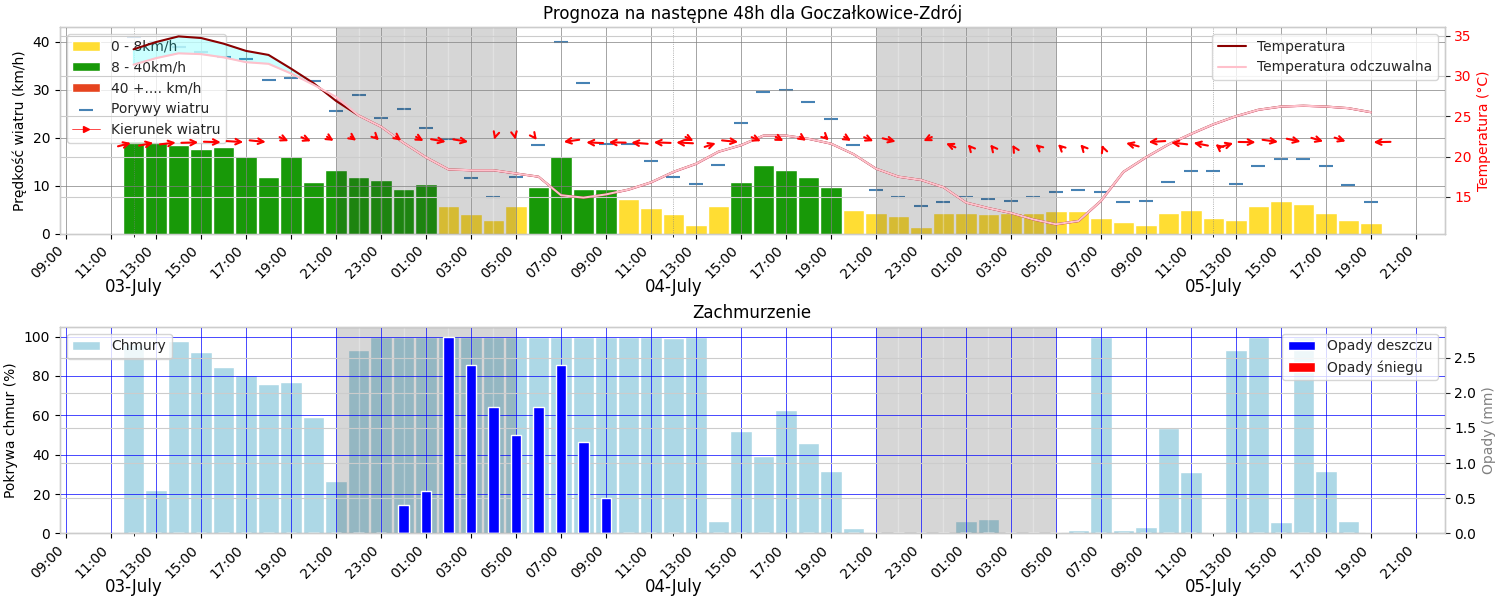 Prognoza na następne 48h dla Goczałkowice-Zdrój
Prędkość wiatru (km/h)
40
30
20
10
0
0 - 8km/h
8 - 40km/h
40 +.... km/h
Porywy wiatru
Kierunek wiatru
Temperatura
Temperatura odczuwalna
35
30
25
20
15
Temperatura (°C)
09:00 11:00 13:00 15:00 17:00 19:00 21:00 23:00 01:00 03:00 05:00 07:00 09:00 11:00 13:00 15:00 17:00 19:00 21:00 23:00 01:00 03:00 05:00 07:00 09:00 11:00 13:00 15:00 17:00 19:00 21:00
03-July 04-July 05-July
Zachmurzenie
Pokrywa chmur (%)
100
80
60
40
20
0
Chmury
Opady deszczu
Opady śniegu
2.5
2.0
1.5
1.0
0.5
0.0
Opady (mm)
09:00 11:00 13:00 15:00 17:00 19:00 21:00 23:00 01:00 03:00 05:00 07:00 09:00 11:00 13:00 15:00 17:00 19:00 21:00 23:00 01:00 03:00 05:00 07:00 09:00 11:00 13:00 15:00 17:00 19:00 21:00
03-July 04-July 05-July